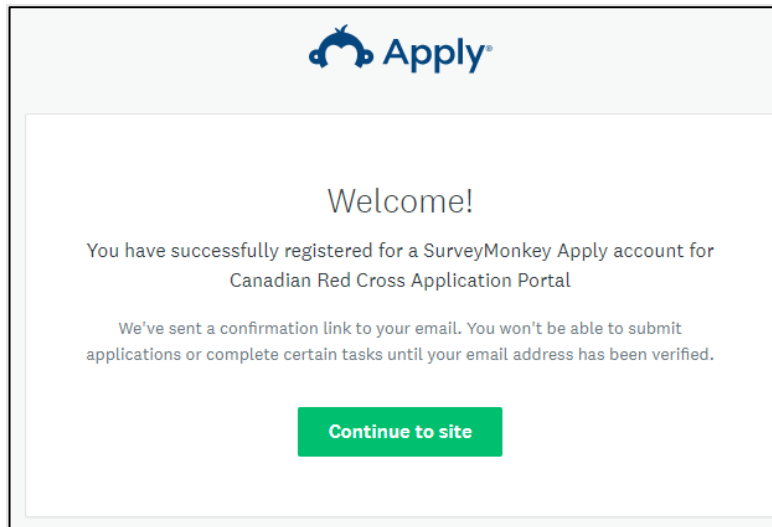 Apply®
Welcome!
You have successfully registered for a SurveyMonkey Apply account for
Canadian Red Cross Application Portal
We've sent a confirmation link to your email. You won't be able to submit
applications or complete certain tasks until your email address has been verified.
Continue to site